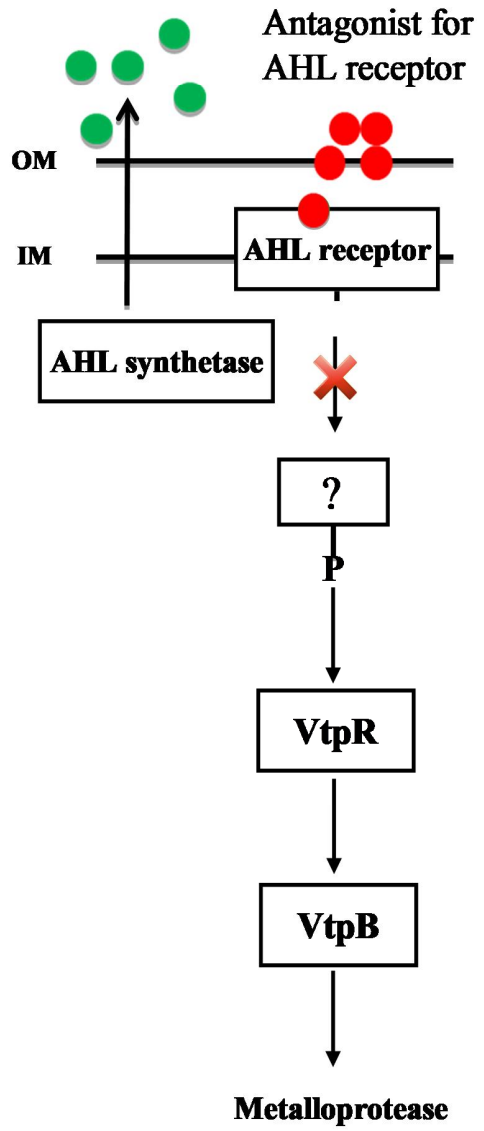 Antagonist for
AHL receptor
OM
IM
AHL receptor
AHL synthetase
?
P
VtpR
VtpB
Metalloprotease